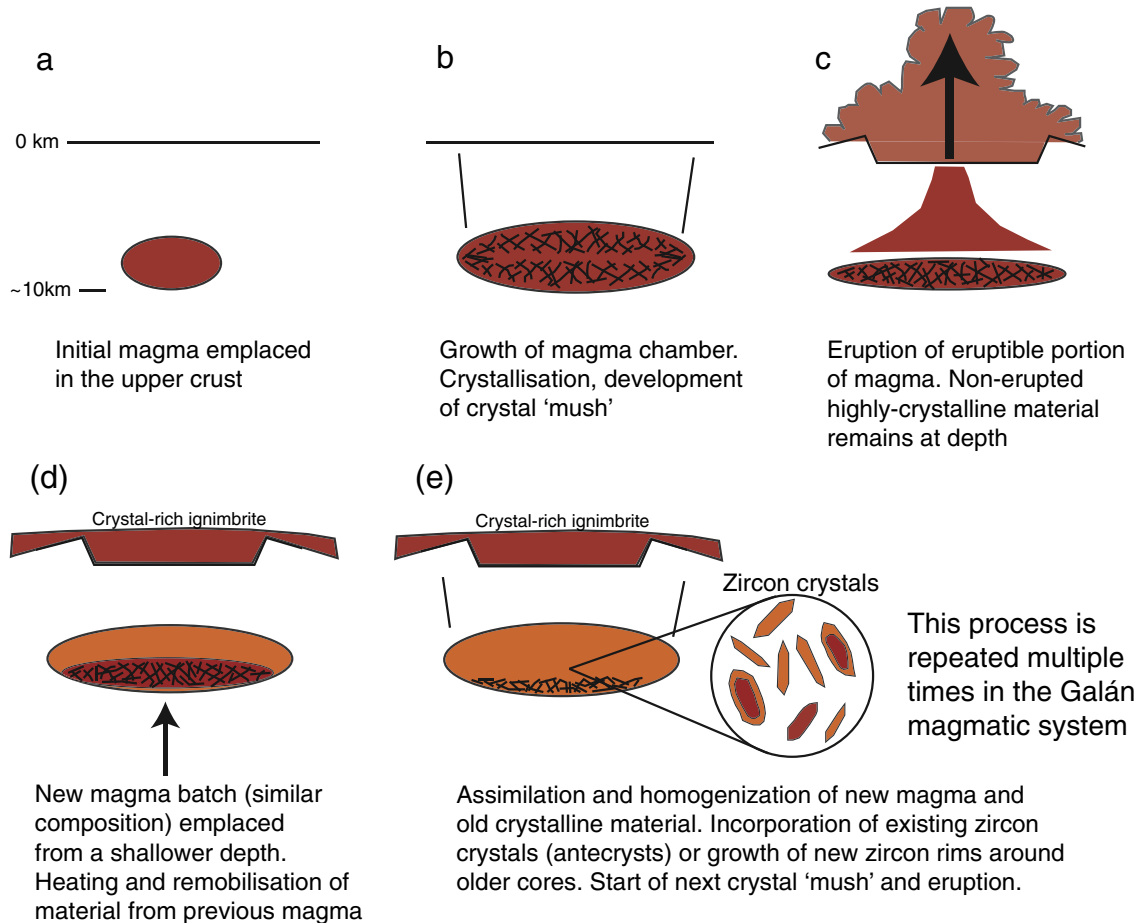 a
0 km
~10km
Initial magma emplaced
in the upper crust
b
Growth of magma chamber.
Crystallisation, development
of crystal ‘mush’
c
Eruption of eruptible portion
of magma. Non-erupted
highly-crystalline material
remains at depth
(d)
Crystal-rich ignimbrite
New magma batch (similar
composition) emplaced
from a shallower depth.
Heating and remobilisation of
material from previous magma
(e)
Crystal-rich ignimbrite
Zircon crystals
This process is
repeated multiple
times in the Galán
magmatic system
Assimilation and homogenization of new magma and
old crystalline material. Incorporation of existing zircon
crystals (antecrysts) or growth of new zircon rims around
older cores. Start of next crystal ‘mush’ and eruption.